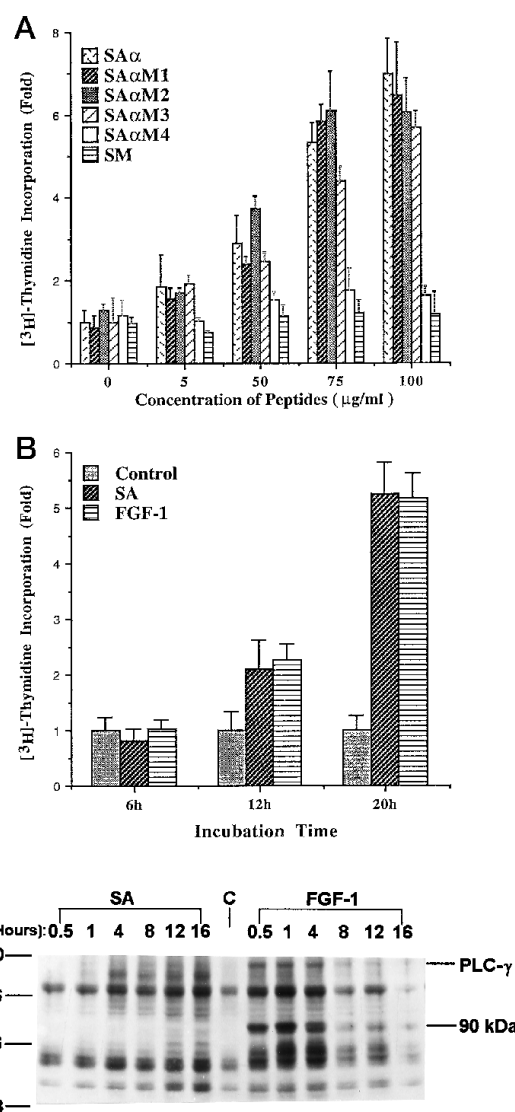 A
[3H]-Thymidine Incorporation (Fold)
8
6
4
2
0
SAα
SAαM1
SAαM2
SAαM3
SAαM4
SM
0 5 50 75 100
Concentration of Peptides (μg/ml)
B
[3H]-Thymidine Incorporation (Fold)
6
5
4
3
2
1
0
Control
SA
FGF-1
6h 12h 20h
Incubation Time
SA C FGF-1
Hours): 0.5 1 4 8 12 16 0.5 1 4 8 12 16
PLC-γ
90 kDa